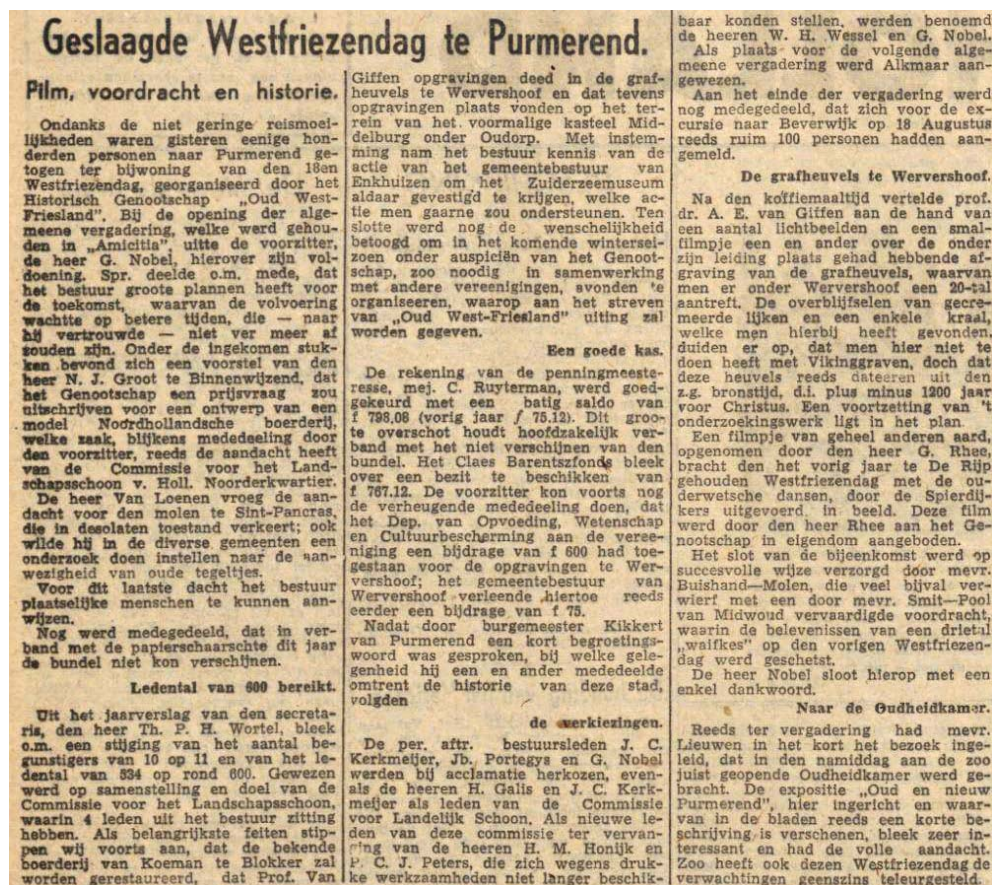 Geslaagde Westfriezendag te Purmerend.
Film, voordracht en historie.
Ondanks de niet geringe reismoei-
lijkheden waren gisteren eenige hon-
derden personen naar Purmerend ge-
togen ter bijwoning van den 18en
Westfriezendag, georganiseerd door het
Historisch Genootschap „Oud West-
Friesland". Bij de opening der alge-
meene vergadering, welke werd gehou-
den in „Amicitia", uitte de voorzitter,
de heer G. Nobel, hierover zijn vol-
doening. Spr. deelde o.m. mede, dat
het bestuur groote plannen heeft voor
de toekomst, waarvan de volvoering
wachtte op betere tijden, die — naar
hij vertrouwde — niet ver meer af
zouden zijn. Onder de ingekomen stuk-
ken bevond zich een voorstel van den
heer N. J. Groot te Binnenwijzend, dat
het Genootschap een prijsvraag zou
uitschrijven voor een ontwerp van een
model Noordhollandsche boerderij,
welke zaak, blijkens mededeeling door
den voorzitter, reeds de aandacht heeft
van de Commissie voor het Land-
schapsschoon v. Holl. Noorderkwartier.
De heer Van Loenen vroeg de aan-
dacht voor den molen te Sint-Pancras,
die in desolaten toestand verkeert; ook
wilde hij in de diverse gemeenten een
onderzoek doen instellen naar de aan-
wezigheid van oude tegeltjes.
Voor dit laatste dacht het bestuur
plaatselijke menschen te kunnen aan-
wijzen.
Nog werd medegedeeld, dat in ver-
band met de papierschaarschte dit jaar
de bundel niet kon verschijnen.
Ledental van 600 bereikt.
Uit het jaarverslag van den secreta-
ris, den heer Th. P. H. Wortel, bleek
o.m. een stijging van het aantal be-
gunstigers van 10 op 11 en van het le-
dental van 534 op rond 600. Gewezen
werd op samenstelling en doel van de
Commissie voor het Landschapsschoon,
waarin 4 leden uit het bestuur zitting
hebben. Als belangrijkste feiten stip-
pen wij voorts aan, dat de bekende
boerderij van Koeman te Blokker zal
worden gerestaureerd, dat Prof. Van
Giffen opgravingen deed in de graf-
heuvels te Wervershoof en dat tevens
opgravingen plaats vonden op het ter-
rein van het voormalige kasteel Mid-
delburg onder Oudorp. Met instem-
ming nam het bestuur kennis van de
actie van het gemeentebestuur van
Enkhuizen om het Zuiderzeemuseum
aldaar gevestigd te krijgen, welke ac-
tie men gaarne zou ondersteunen. Ten
slotte werd nog de wenschelijkheid
betoogd om in het komende wintersei-
zoen onder auspiciën van het Genoot-
schap, zoo noodig in samenwerking
met andere vereenigingen, avonden te
organiseeren, waarop aan het streven
van „Oud West-Friesland" uiting zal
worden gegeven.
Een goede kas.
De rekening van de penningmeeste-
resse, mej. C. Ruyterman, werd goed-
gekeurd met een batig saldo van
f 798,08 (vorig jaar f 75.12). Dit groo-
te overschot houdt hoofdzakelijk ver-
band met het niet verschijnen van den
bundel. Het Claes Barentszfonds bleek
over een bezit te beschikken van
f 767.12. De voorzitter kon voorts nog
de verheugende mededeeling doen, dat
het Dep. van Opvoeding, Wetenschap
en Cultuurbescherming aan de veree-
niging een bijdrage van f 600 had toe-
gestaan voor de opgravingen te Wer-
vershoof; het gemeentebestuur van
Wervershoof verleende hiertoe reeds
eerder een bijdrage van f 75.
Nadat door burgemeester Kikkert
van Purmerend een kort begroetings-
woord was gesproken, bij welke gele-
genheid hij een en ander mededeelde
omtrent de historie van deze stad,
volgden
de verkiezingen.
De per. aftr. bestuursleden J. C.
Kerkmeijer, Jb. Portegys en G. Nobel
werden bij acclamatie herkozen, even-
als de heeren H. Galis en J. C. Kerk-
meijer als leden van de Commissie
voor Landelijk Schoon. Als nieuwe le-
den van deze commissie ter vervan-
ging van de heeren H. M. Honijk en
P. C. J. Peters, die zich wegens druk-
ke werkzaamheden niet langer beschik-
baar konden stellen, werden benoemd
de heeren W. H. Wessel en G. Nobel.
Als plaats voor de volgende alge-
meene vergadering werd Alkmaar aan-
gewezen.
Aan het einde der vergadering werd
nog medegedeeld, dat zich voor de ex-
cursie naar Beverwijk op 18 Augustus
reeds ruim 100 personen hadden aan-
gemeld.
De grafheuvels te Wervershoof.
Na den koffiemaaltijd vertelde prof.
dr. A. E. van Giffen aan de hand van
een aantal lichtbeelden en een smal-
filmpje een en ander over de onder
zijn leiding plaats gehad hebbende af-
graving van de grafheuvels, waarvan
men er onder Wervershoof een 20-tal
aantreft. De overblijfselen van gecre-
meerde lijken en een enkele kraal,
welke men hierbij heeft gevonden,
duiden er op, dat men hier niet te
doen heeft met Vikinggraven, doch dat
deze heuvels reeds dateeren uit den
z.g. bronstijd, d.i. plus minus 1200 jaar
voor Christus. Een voortzetting van 't
onderzoekingswerk ligt in het plan.
Een filmpje van geheel anderen aard,
opgenomen door den heer G. Rhee,
bracht den het vorig jaar te De Rijp
gehouden Westfriezendag met de ou-
derwetsche dansen, door de Spierdij-
kers uitgevoerd, in beeld. Deze film
werd door den heer Rhee aan het Ge-
nootschap in eigendom aangeboden.
Het slot van de bijeenkomst werd op
succesvolle wijze verzorgd door mevr.
Buishand—Molen, die veel bijval ver-
wierf met een door mevr. Smit—Pool
van Midwoud vervaardigde voordracht,
waarin de belevenissen van een drietal
„waifkes" op den vorigen Westfriezen-
dag werd geschetst.
De heer Nobel sloot hierop met een
enkel dankwoord.
Naar de Oudheidkamer.
Reeds ter vergadering had mevr.
Lieuwen in het kort het bezoek inge-
leid, dat in den namiddag aan de zoo
juist geopende Oudheidkamer werd ge-
bracht. De expositie „Oud en nieuw
Purmerend", hier ingericht en waar-
van in de bladen reeds een korte be-
schrijving is verschenen, bleek zeer in-
teressant en had de volle aandacht.
Zoo heeft ook dezen Westfriezendag de
verwachtingen geenszins teleurgesteld.